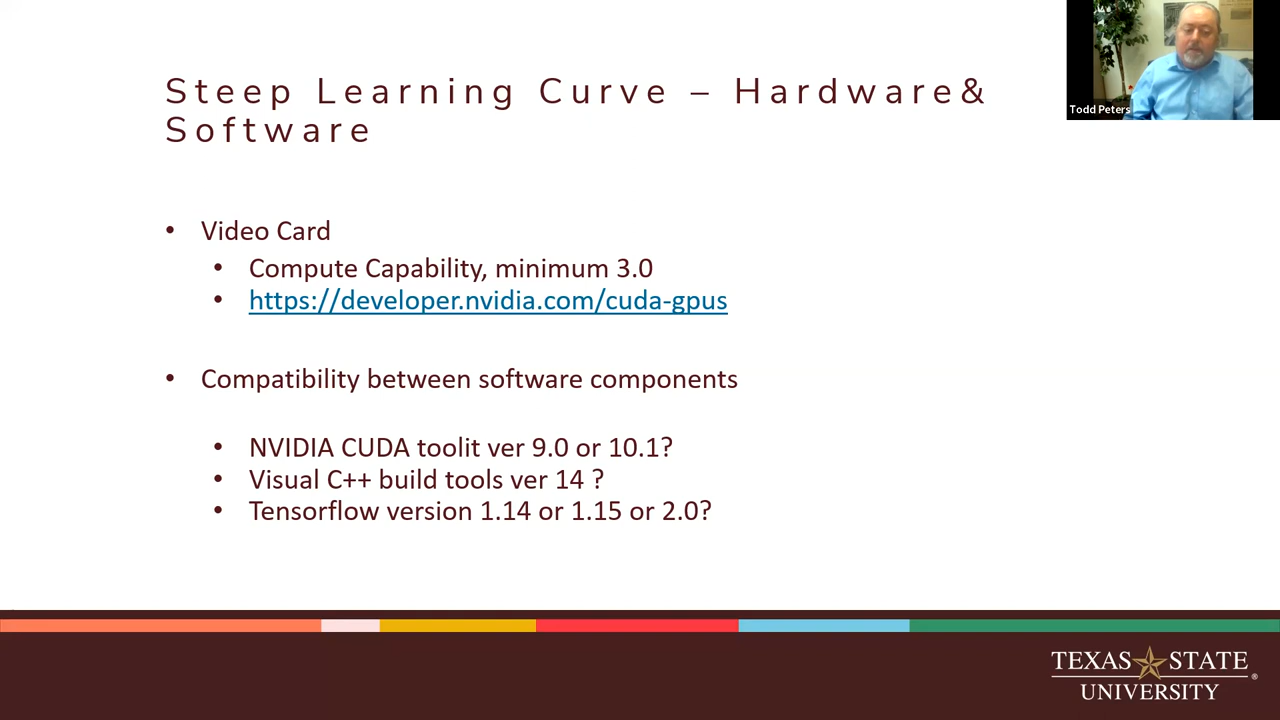 Steep Learning Curve – Hardware&
Software
Todd Peters
• Video Card
• Compute Capability, minimum 3.0
• https://developer.nvidia.com/cuda-gpus
• Compatibility between software components
• NVIDIA CUDA toolit ver 9.0 or 10.1?
• Visual C++ build tools ver 14 ?
• Tensorflow version 1.14 or 1.15 or 2.0?
TEXAS STATE
UNIVERSITY®